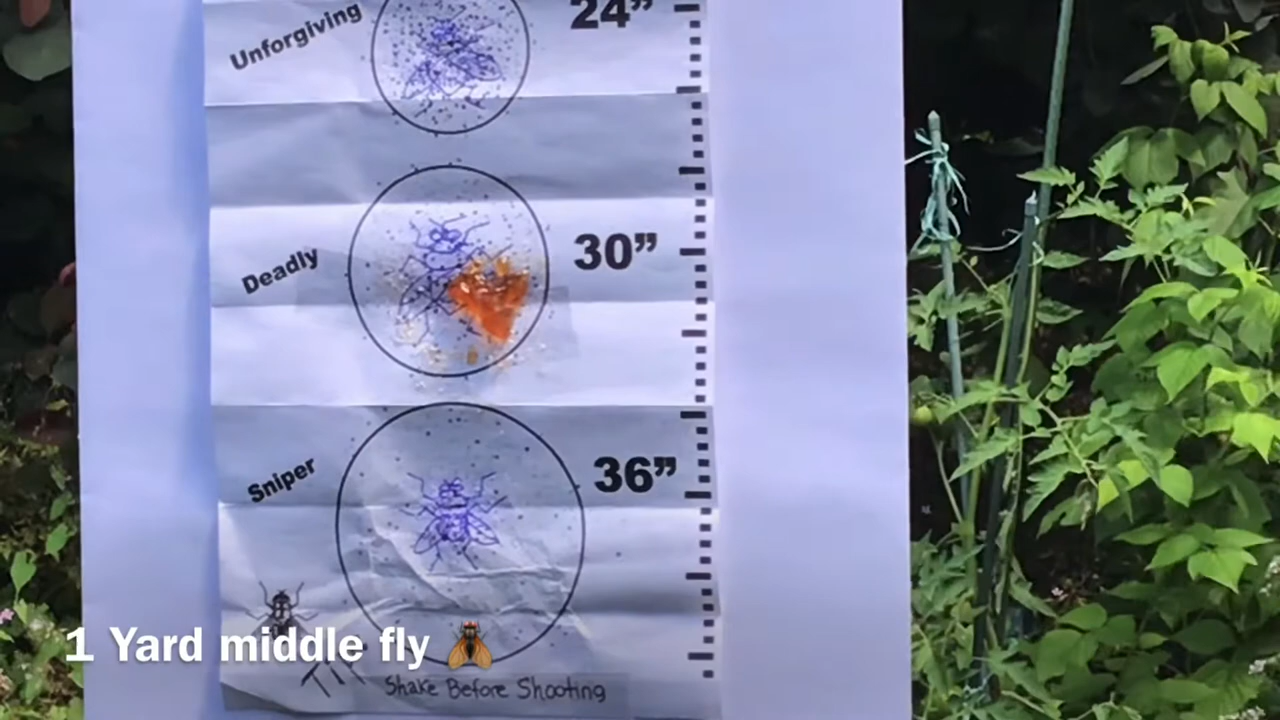 Unforgiving 24”
Deadly 30”
Sniper 36”
1 Yard middle fly
Shake Before Shooting